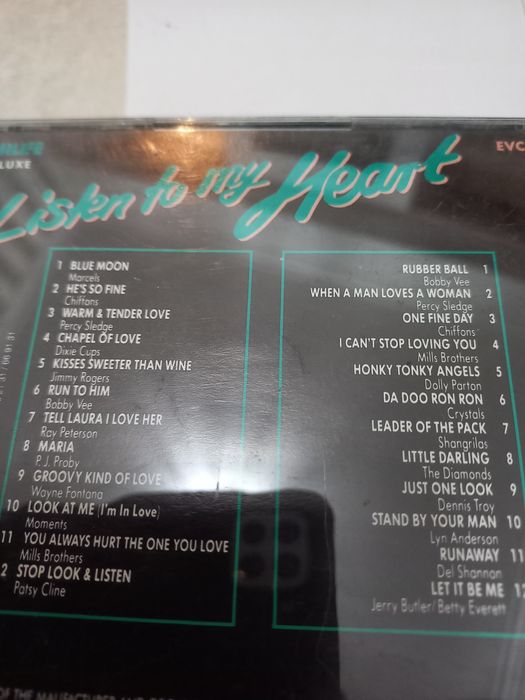 LUXE
EVC
Listen to my Heart
1 BLUE MOON
Marcels
2 HE'S SO FINE
Chiffons
3 WARM & TENDER LOVE
Percy Sledge
4 CHAPEL OF LOVE
Dixie Cups
5 KISSES SWEETER THAN WINE
Jimmy Rogers
6 RUN TO HIM
Bobby Vee
7 TELL LAURA I LOVE HER
Ray Peterson
8 MARIA
P.J. Proby
9 GROOVY KIND OF LOVE
Wayne Fontana
10 LOOK AT ME (I'm In Love)
Moments
11 YOU ALWAYS HURT THE ONE YOU LOVE
Mills Brothers
2 STOP LOOK & LISTEN
Patsy Cline
RUBBER BALL 1
Bobby Vee
WHEN A MAN LOVES A WOMAN 2
Percy Sledge
ONE FINE DAY 3
Chiffons
I CAN'T STOP LOVING YOU 4
Mills Brothers
HONKY TONKY ANGELS 5
Dolly Parton
DA DOO RON RON 6
Crystals
LEADER OF THE PACK 7
Shangrilas
LITTLE DARLING 8
The Diamonds
JUST ONE LOOK 9
Dennis Troy
STAND BY YOUR MAN 10
Lyn Anderson
RUNAWAY 11
Del Shannon
LET IT BE ME 12
Jerry Butler/Betty Everett
OF THE MANUFACTURER AND